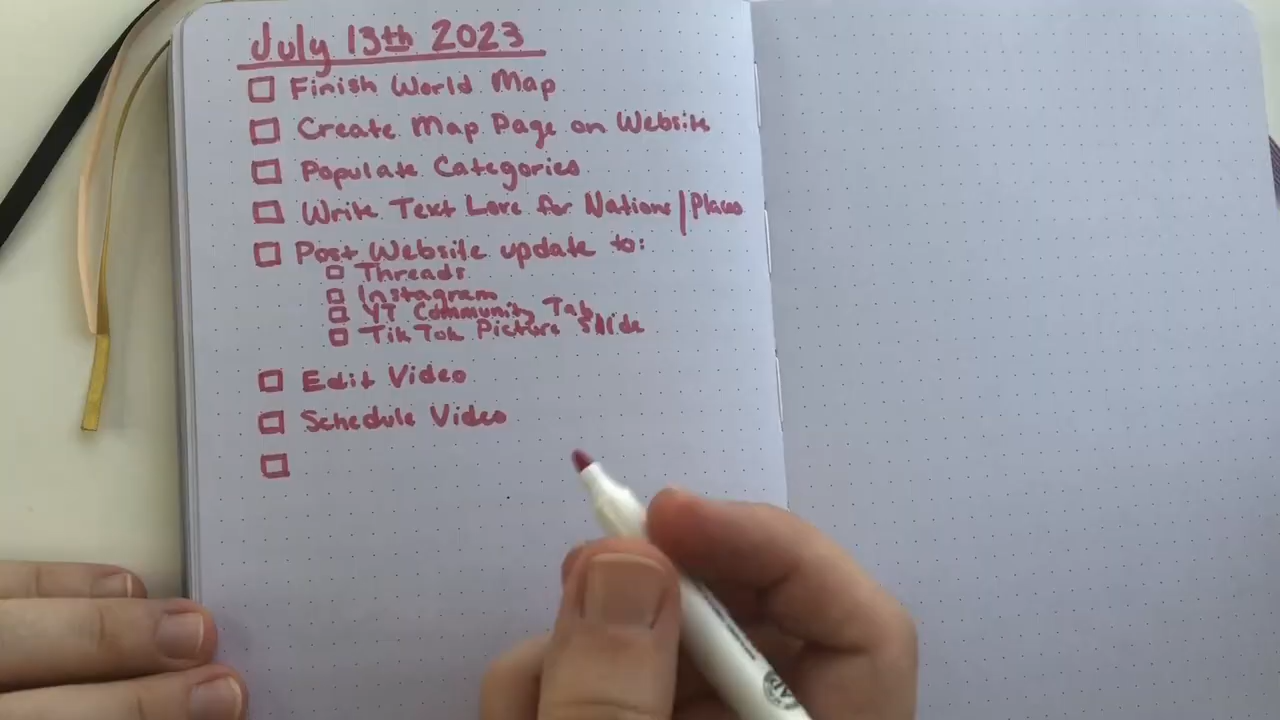 July 13th 2023
Finish World Map
Create Map Page on Website
Populate Categories
Write Text Lore for Nations/Places
Post Website update to:
Threads
Instagram
YT Community Tab
TikTok Picture Slide
Edit Video
Schedule Video